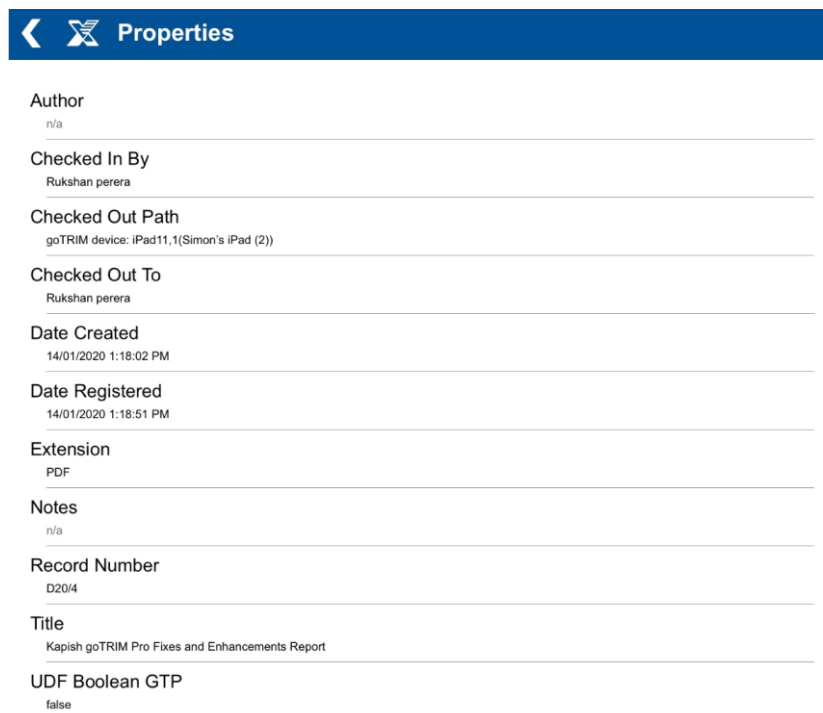 Properties
Author
n/a
Checked In By
Rukshan perera
Checked Out Path
goTRIM device: iPad11,1(Simon's iPad (2))
Checked Out To
Rukshan perera
Date Created
14/01/2020 1:18:02 PM
Date Registered
14/01/2020 1:18:51 PM
Extension
PDF
Notes
n/a
Record Number
D20/4
Title
Kapish goTRIM Pro Fixes and Enhancements Report
UDF Boolean GTP
false